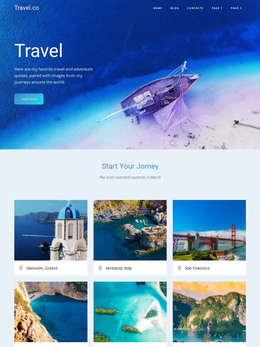 Travel.co
HOME BLOG CONTACTS PAGE 1 PAGE 2
Travel
Here are my favorite travel and adventure
quotes, paired with images from my
journeys around the world.
Start Your Jorney
The most searched countries in March
Santorini, Greece
Vernazza, Italy
San Francisco